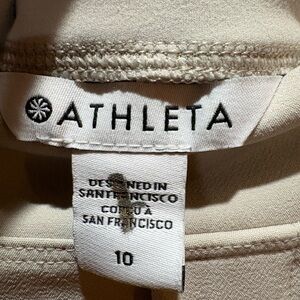 ATHLETA
DESIGNED IN
SAN FRANCISCO
CONÇU À
SAN FRANCISCO
10